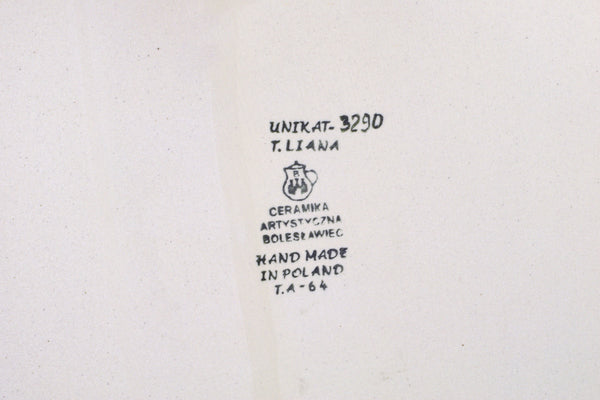 UNIKAT-3290
T. LIANA
B
CERAMIKA
ARTYSTYCZNA
BOLESŁAWIEC
HAND MADE
IN POLAND
T.A-64